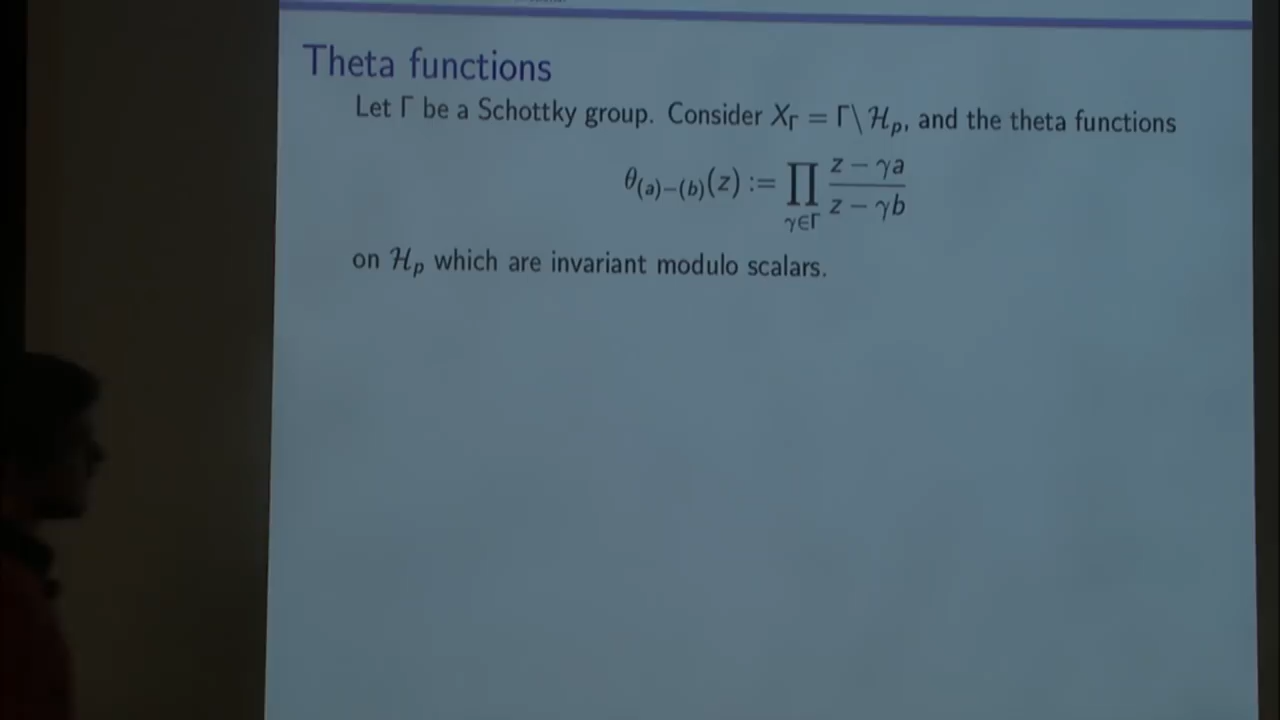 Theta functions
Let Γ be a Schottky group. Consider X_Γ = Γ\ℋ_p, and the theta functions
θ_{(a)−(b)}(z) := ∏_{γ∈Γ} (z − γa)/(z − γb)
on ℋ_p which are invariant modulo scalars.